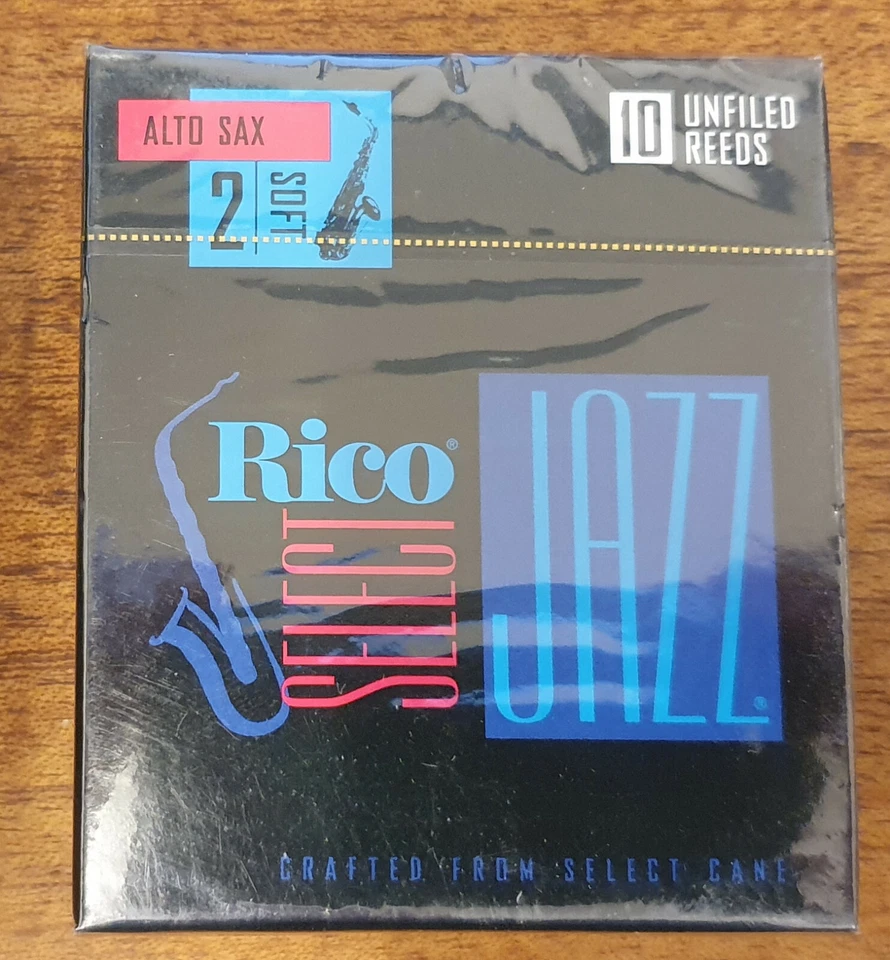 ALTO SAX
2 SOFT
10 UNFILED
REEDS
Rico®
SELECT
JAZZ®
CRAFTED FROM SELECT CANE